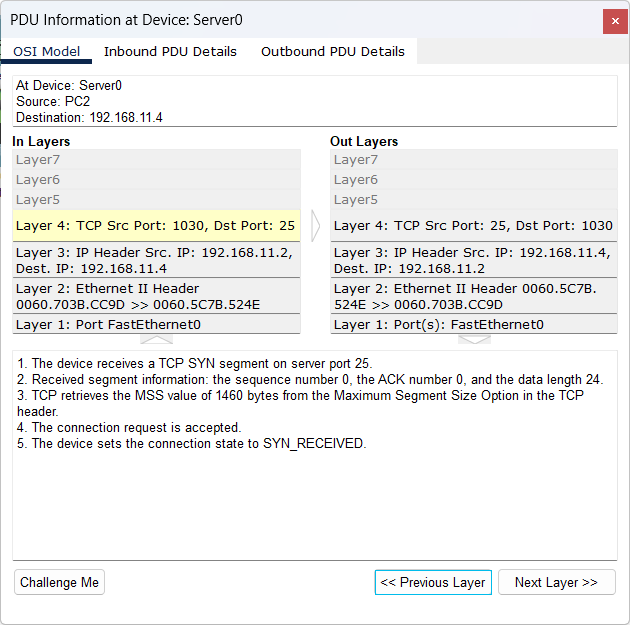 PDU Information at Device: Server0
OSI Model Inbound PDU Details Outbound PDU Details
At Device: Server0
Source: PC2
Destination: 192.168.11.4
In Layers
Layer7
Layer6
Layer5
Layer 4: TCP Src Port: 1030, Dst Port: 25
Layer 3: IP Header Src. IP: 192.168.11.2,
Dest. IP: 192.168.11.4
Layer 2: Ethernet II Header
0060.703B.CC9D >> 0060.5C7B.524E
Layer 1: Port FastEthernet0
Out Layers
Layer7
Layer6
Layer5
Layer 4: TCP Src Port: 25, Dst Port: 1030
Layer 3: IP Header Src. IP: 192.168.11.4,
Dest. IP: 192.168.11.2
Layer 2: Ethernet II Header 0060.5C7B.
524E >> 0060.703B.CC9D
Layer 1: Port(s): FastEthernet0
1. The device receives a TCP SYN segment on server port 25.
2. Received segment information: the sequence number 0, the ACK number 0, and the data length 24.
3. TCP retrieves the MSS value of 1460 bytes from the Maximum Segment Size Option in the TCP
header.
4. The connection request is accepted.
5. The device sets the connection state to SYN_RECEIVED.
Challenge Me << Previous Layer Next Layer >>